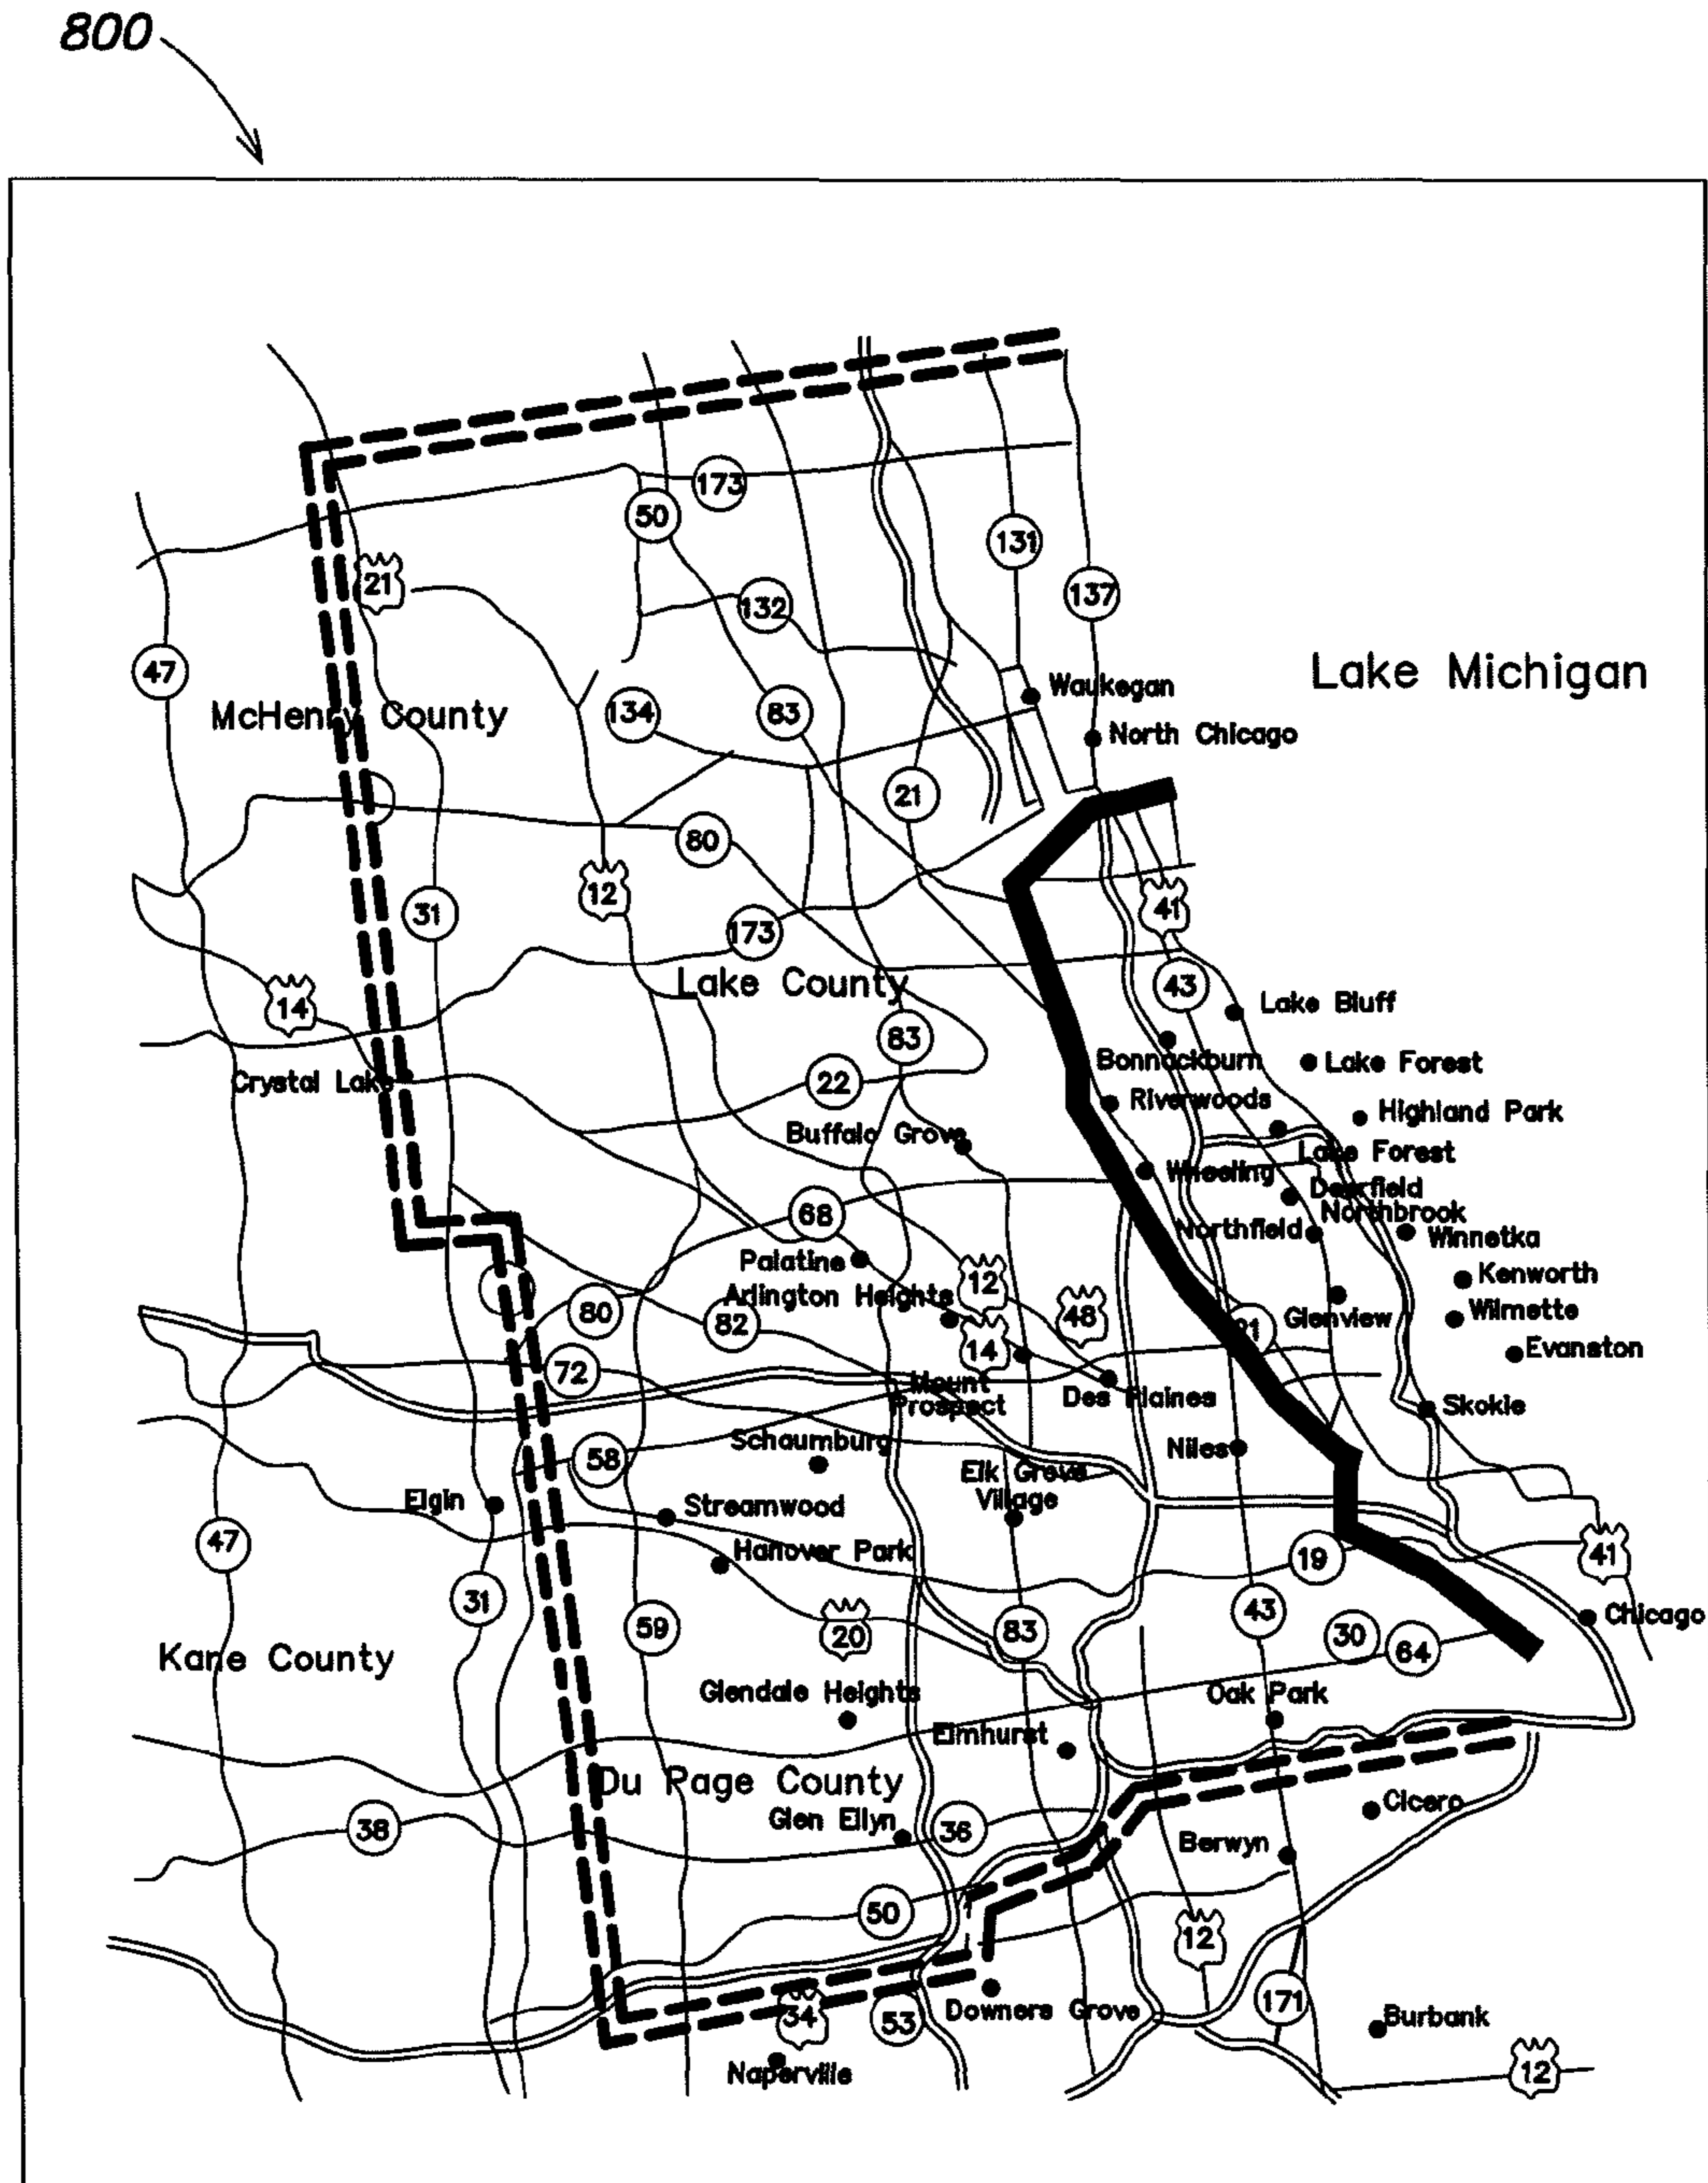 800
173
50
131
21
132
137
47
Lake Michigan
Waukegan
McHenry County
134
83
North Chicago
21
80
12
31
41
173
Lake County
43
14
Lake Bluff
83
Bonnockburn
Lake Forest
Crystal Lake
22
Riverwoods
Highland Park
Buffalo Grove
Lake Forest
Wheeling
Deerfield
68
Northbrook
Northfield
Winnetka
Palatine
12
Kenworth
Arlington Heights
80
82
48
Glenview
Wilmette
21
14
Evanston
72
Mount
Prospect
Des Plaines
Skokie
Schaumburg
Niles
58
Elk Grove
Village
Elgin
Streamwood
47
Hanover Park
19
41
31
59
20
83
43
30
64
Chicago
Kane County
Glendale Heights
Oak Park
Elmhurst
Du Page County
Cicero
38
Glen Ellyn
36
Berwyn
50
12
34
53
Downers Grove
171
Burbank
Naperville
12